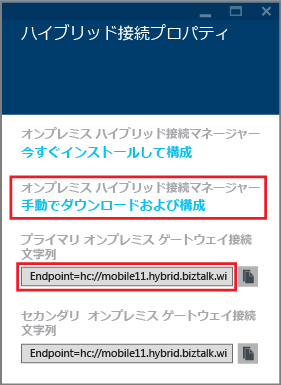 ハイブリッド接続プロパティ
オンプレミス ハイブリッド接続マネージャー
今すぐインストールして構成
オンプレミス ハイブリッド接続マネージャー
手動でダウンロードおよび構成
プライマリ オンプレミス ゲートウェイ接続
文字列
Endpoint=hc://mobile11.hybrid.biztalk.wi
セカンダリ オンプレミス ゲートウェイ接続
文字列
Endpoint=hc://mobile11.hybrid.biztalk.wi